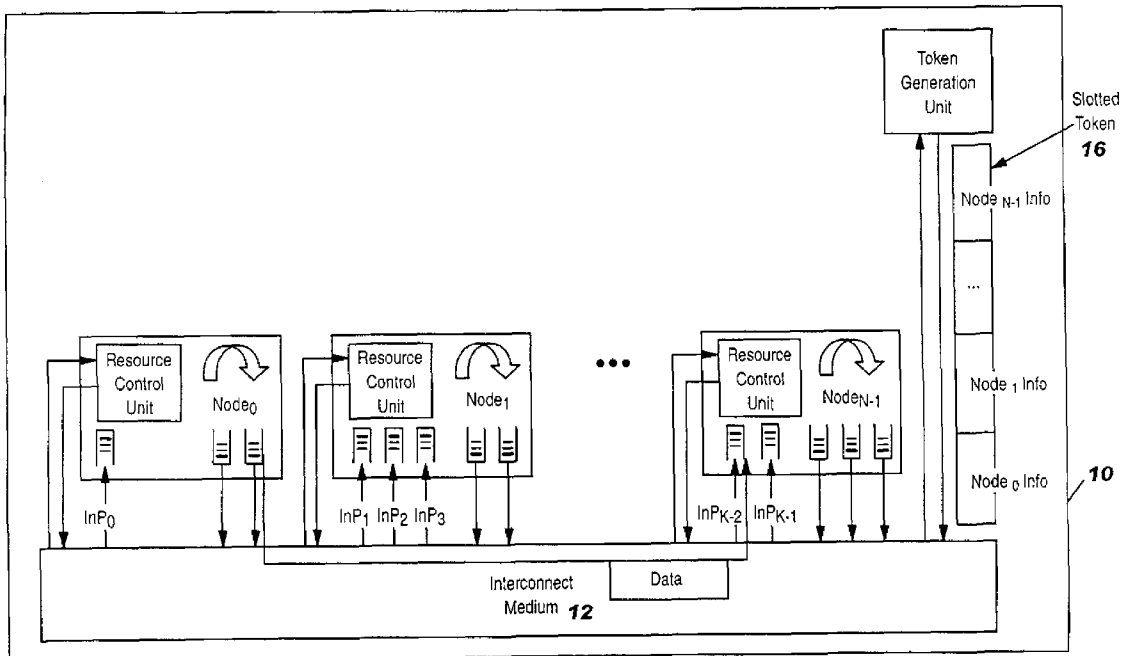 Token
Generation
Unit
Slotted
Token
16
Node N-1 Info
...
Node 1 Info
Node 0 Info
10
Resource
Control
Unit
Node0
Resource
Control
Unit
Node1
•••
Resource
Control
Unit
NodeN-1
InP0
InP1 InP2 InP3
InPK-2 InPK-1
Interconnect
Medium 12
Data